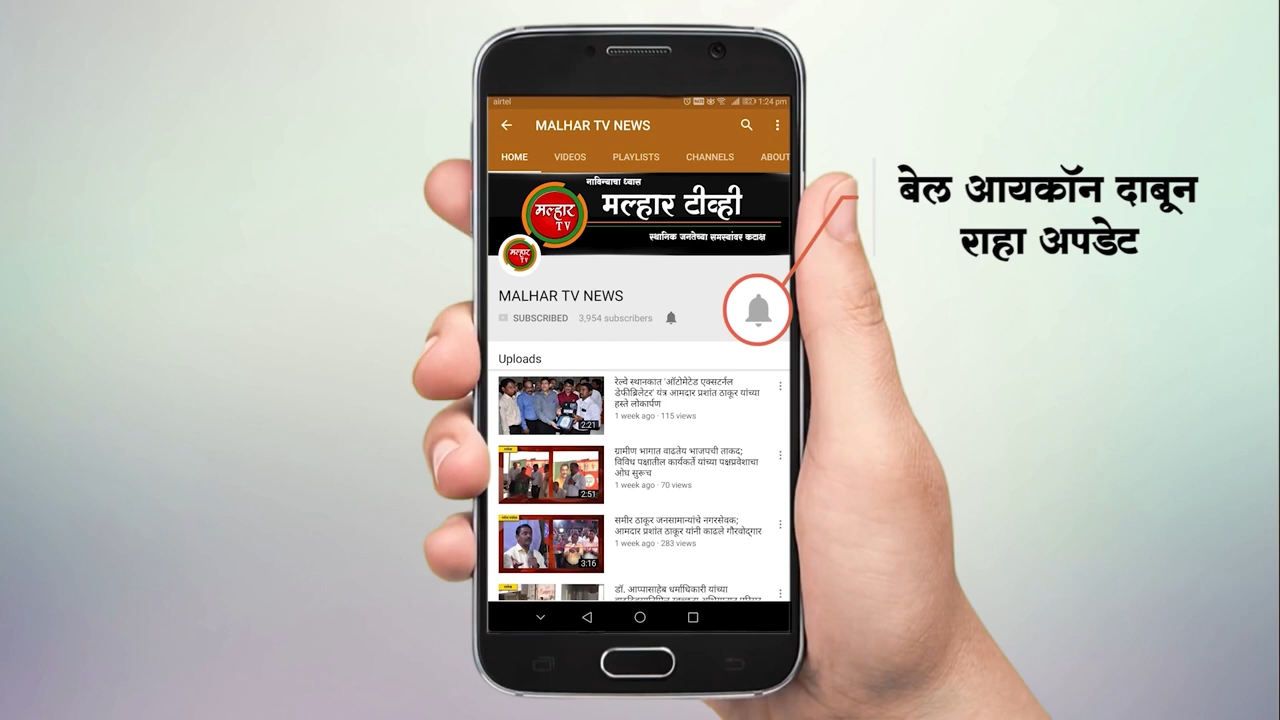 airtel
1:24 pm
MALHAR TV NEWS
HOME VIDEOS PLAYLISTS CHANNELS ABOUT
नाविन्याचा ध्यास
मल्हार टीव्ही
स्थानिक जनतेच्या समस्यांवर कटाक्ष
मल्हार
TV
मल्हार
TV
बेल आयकॉन दाबून
राहा अपडेट
MALHAR TV NEWS
SUBSCRIBED 3,954 subscribers
Uploads
रेल्वे स्थानकात 'ऑटोमेटेड एक्सटर्नल
डेफीब्रिलेटर' यंत्र आमदार प्रशांत ठाकूर यांच्या
हस्ते लोकार्पण
1 week ago · 115 views
2:21
ग्रामीण भागात वाढतेय भाजपची ताकद;
विविध पक्षातील कार्यकर्ते यांच्या पक्षप्रवेशाचा
ओघ सुरूच
1 week ago · 70 views
2:51
समीर ठाकूर जनसामान्यांचे नगरसेवक;
आमदार प्रशांत ठाकूर यांनी काढले गौरवोद्गार
1 week ago · 283 views
3:16
डॉ. आप्पासाहेब धर्माधिकारी यांच्या